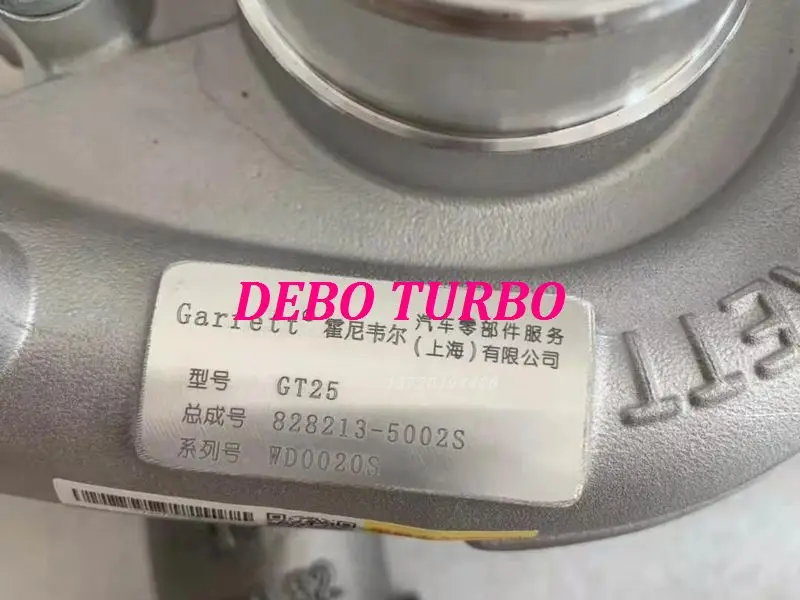 DEBO TURBO
Garrett® 霍尼韦尔 汽车零部件服务
(上海)有限公司
型号 GT25
总成号 828213-5002S
系列号 WD0020S
RETT